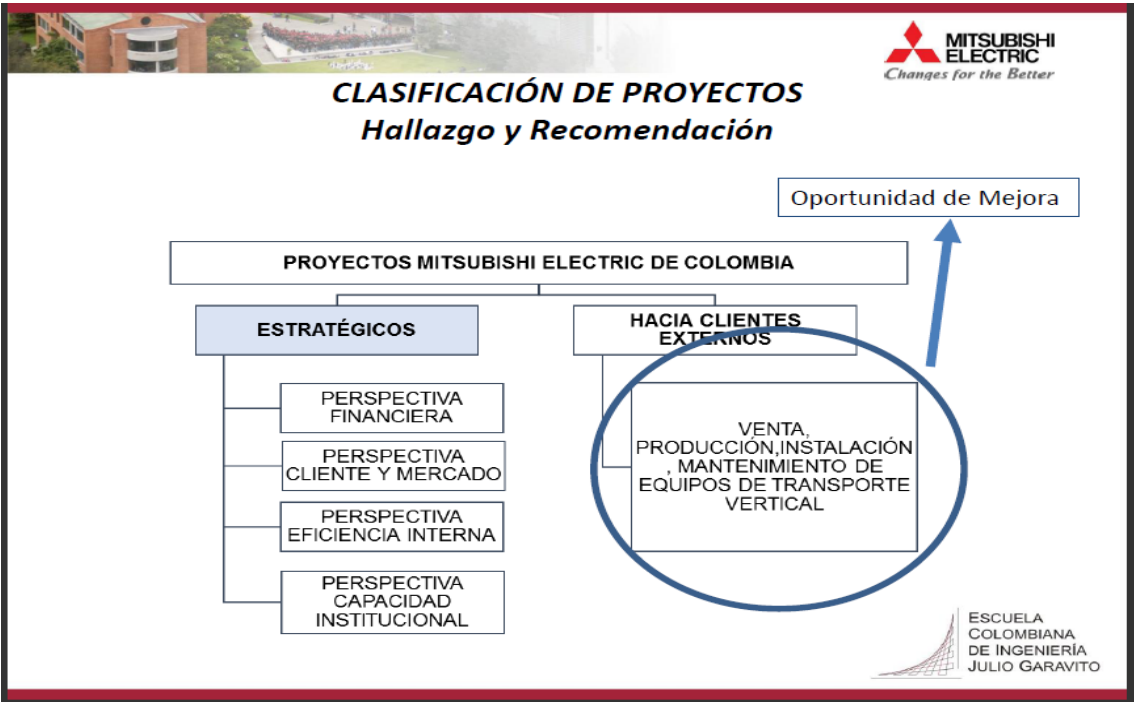 MITSUBISHI
ELECTRIC
Changes for the Better
CLASIFICACIÓN DE PROYECTOS
Hallazgo y Recomendación
Oportunidad de Mejora
PROYECTOS MITSUBISHI ELECTRIC DE COLOMBIA
ESTRATÉGICOS
PERSPECTIVA
FINANCIERA
PERSPECTIVA
CLIENTE Y MERCADO
PERSPECTIVA
EFICIENCIA INTERNA
PERSPECTIVA
CAPACIDAD
INSTITUCIONAL
HACIA CLIENTES
EXTERNOS
VENTA,
PRODUCCIÓN,INSTALACIÓN
, MANTENIMIENTO DE
EQUIPOS DE TRANSPORTE
VERTICAL
ESCUELA
COLOMBIANA
DE INGENIERÍA
JULIO GARAVITO